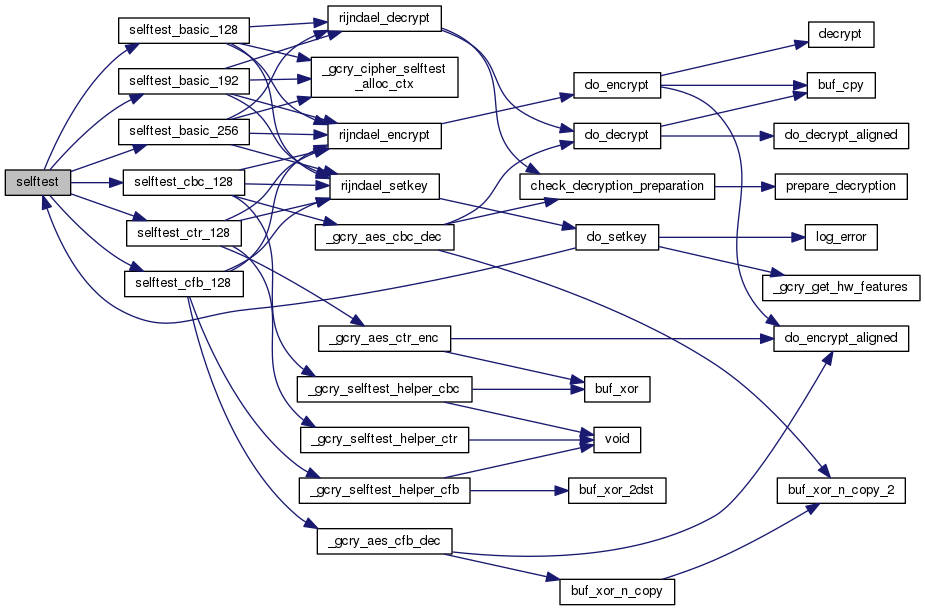 selftest
selftest_basic_128
selftest_basic_192
selftest_basic_256
selftest_cbc_128
selftest_ctr_128
selftest_cfb_128
rijndael_decrypt
_gcry_cipher_selftest
_alloc_ctx
rijndael_encrypt
rijndael_setkey
_gcry_aes_cbc_dec
_gcry_aes_ctr_enc
_gcry_selftest_helper_cbc
_gcry_selftest_helper_ctr
_gcry_selftest_helper_cfb
_gcry_aes_cfb_dec
do_encrypt
do_decrypt
check_decryption_preparation
do_setkey
buf_xor
void
buf_xor_2dst
buf_xor_n_copy
decrypt
buf_cpy
do_decrypt_aligned
prepare_decryption
log_error
_gcry_get_hw_features
do_encrypt_aligned
buf_xor_n_copy_2